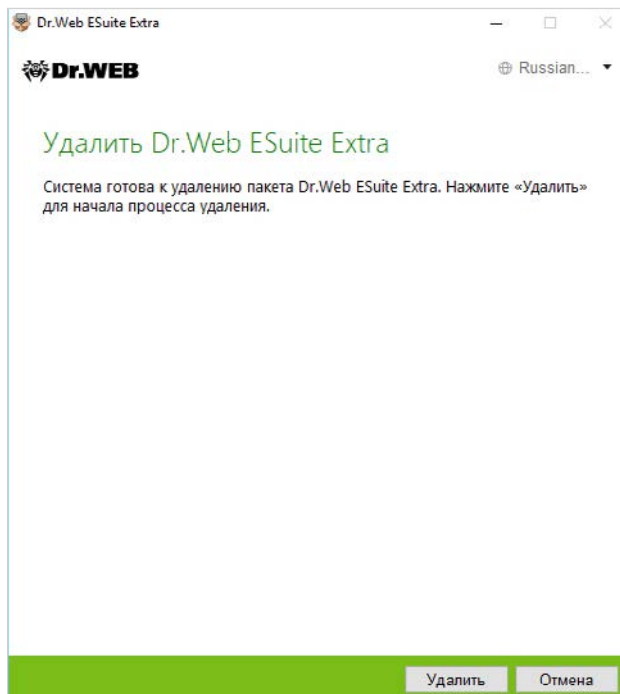 Dr.Web ESuite Extra
Dr.WEB
Russian...
Удалить Dr.Web ESuite Extra
Система готова к удалению пакета Dr.Web ESuite Extra. Нажмите «Удалить»
для начала процесса удаления.
Удалить
Отмена